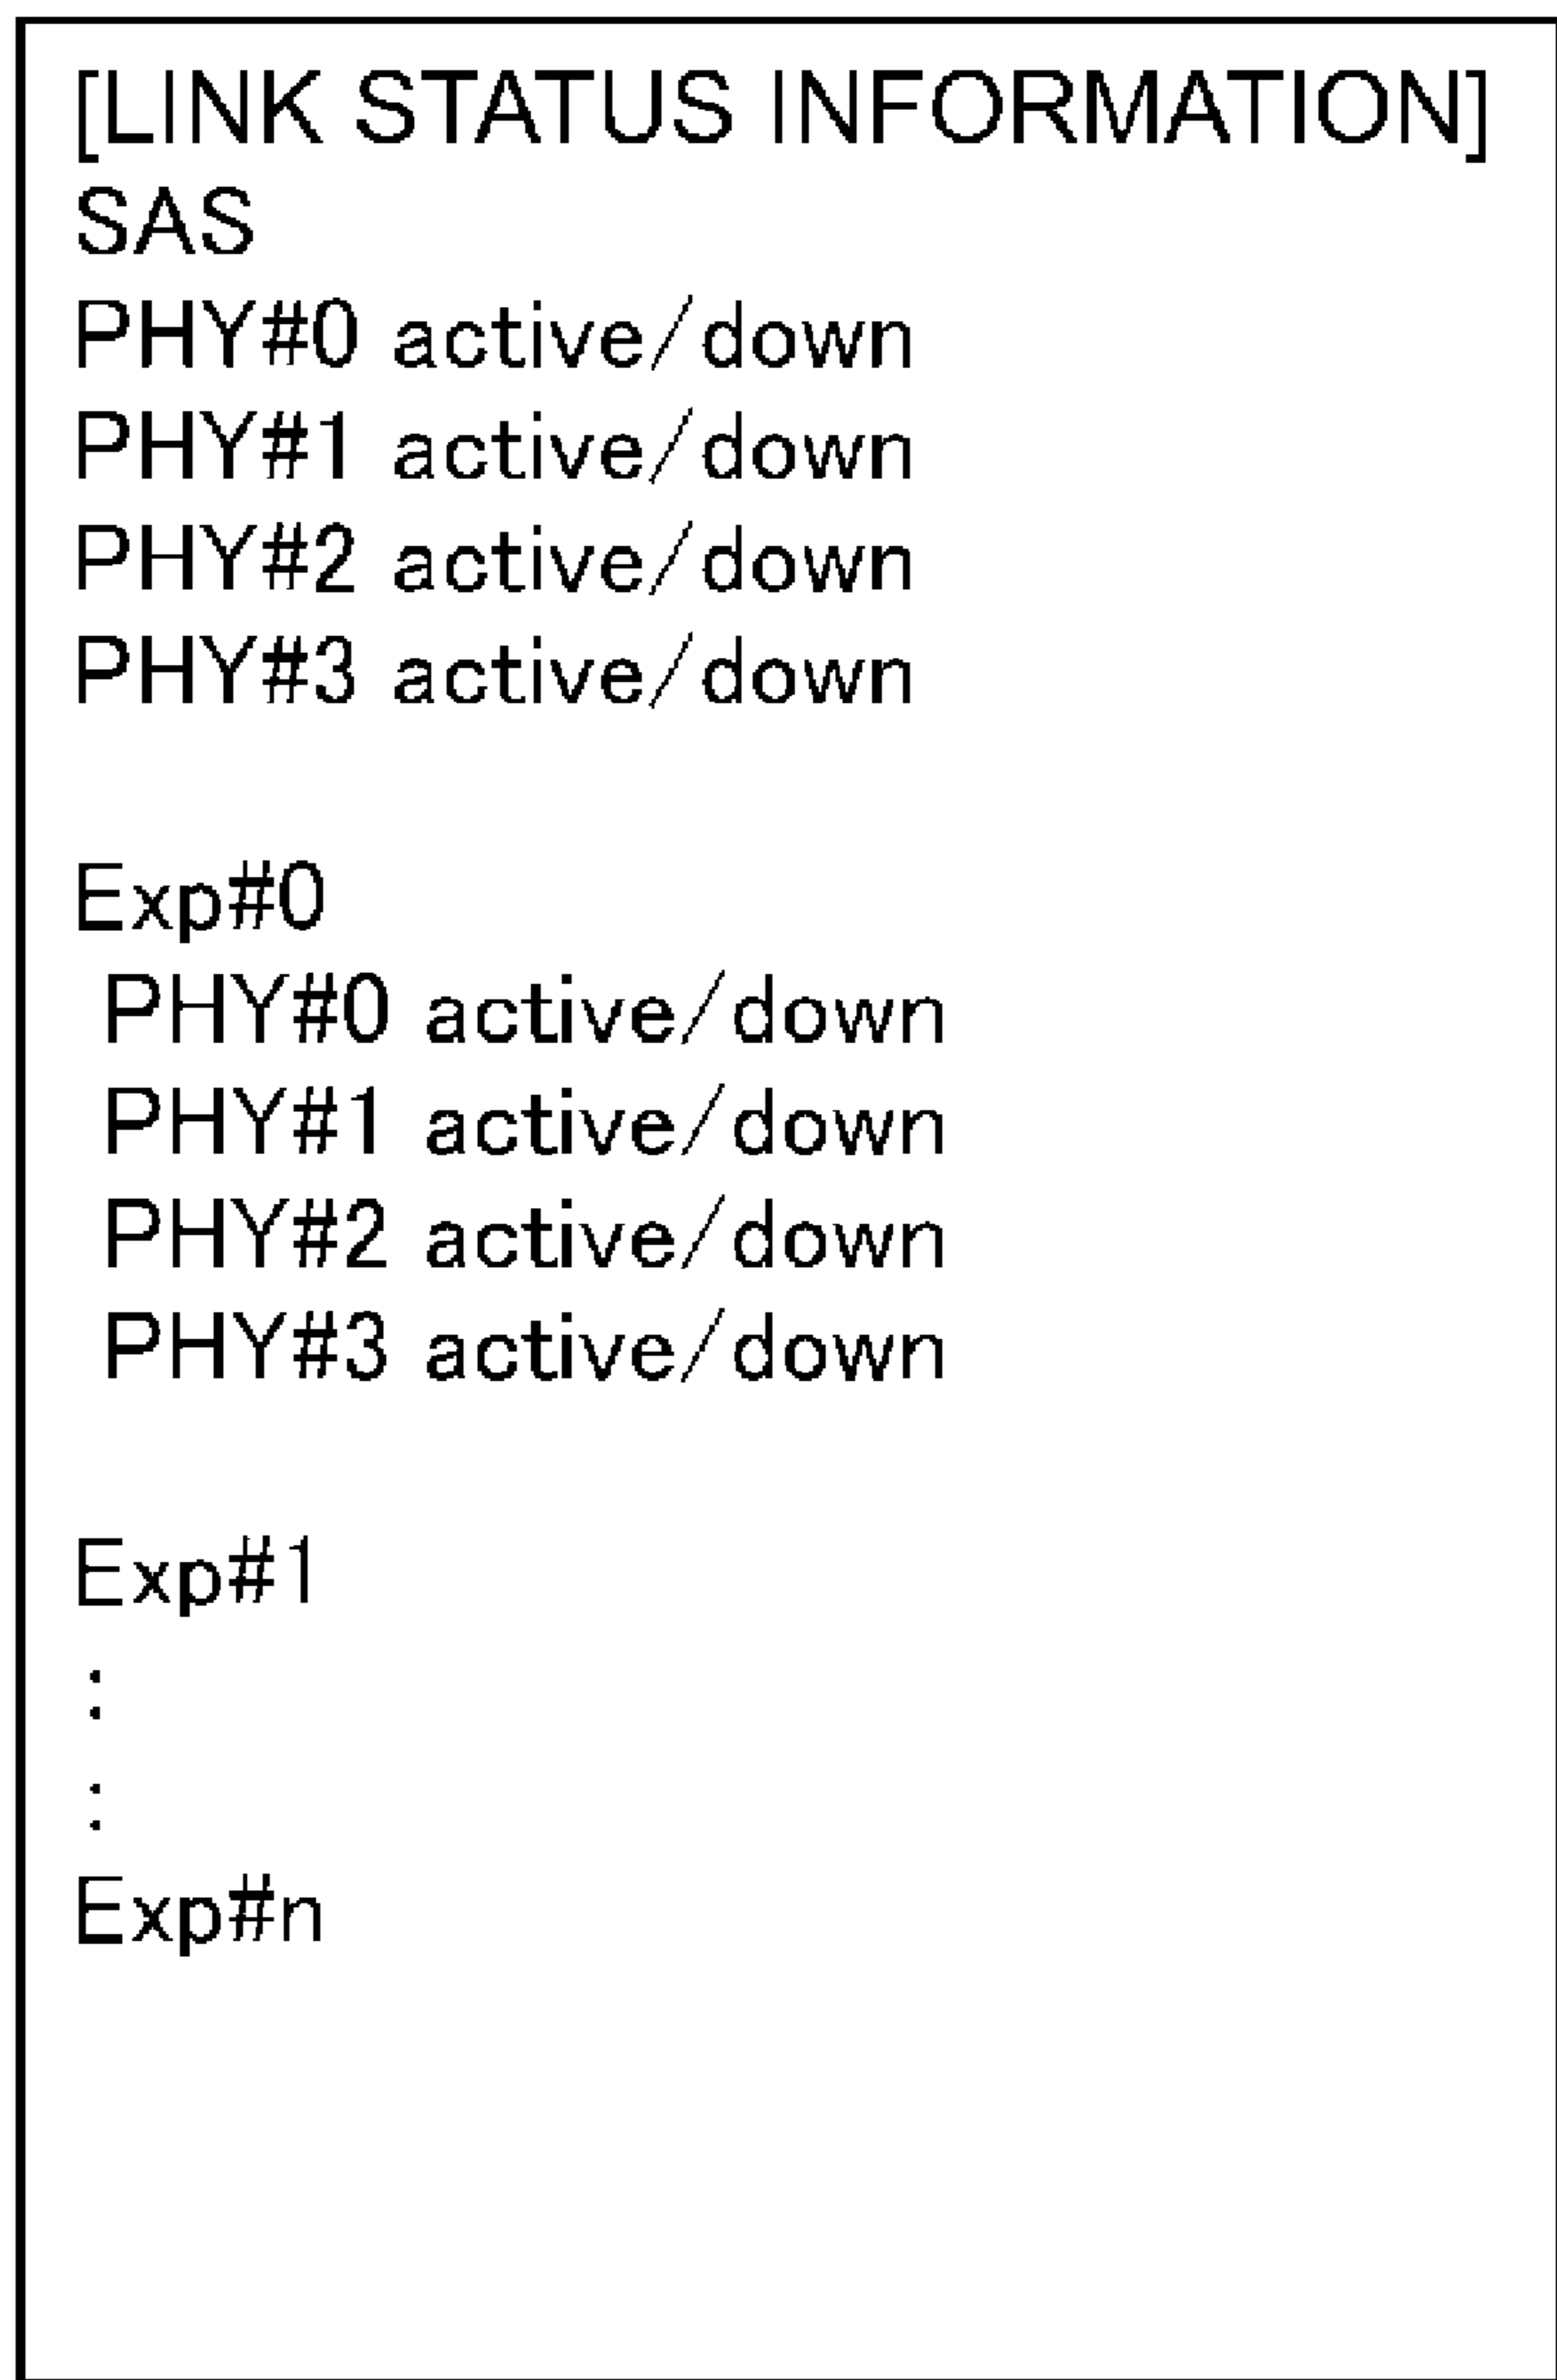 [LINK STATUS INFORMATION]
SAS
PHY#0 active/down
PHY#1 active/down
PHY#2 active/down
PHY#3 active/down
Exp#0
PHY#0 active/down
PHY#1 active/down
PHY#2 active/down
PHY#3 active/down
Exp#1
:
:
Exp#n